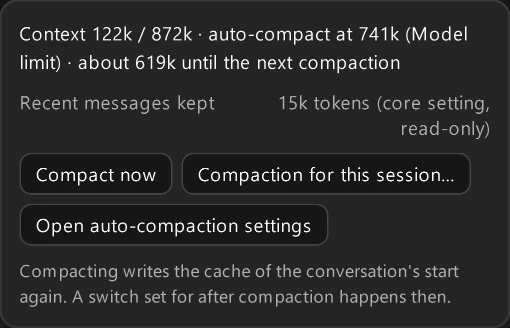 Context 122k / 872k · auto-compact at 741k (Model
limit) · about 619k until the next compaction
Recent messages kept 15k tokens (core setting,
read-only)
Compact now Compaction for this session...
Open auto-compaction settings
Compacting writes the cache of the conversation's start
again. A switch set for after compaction happens then.